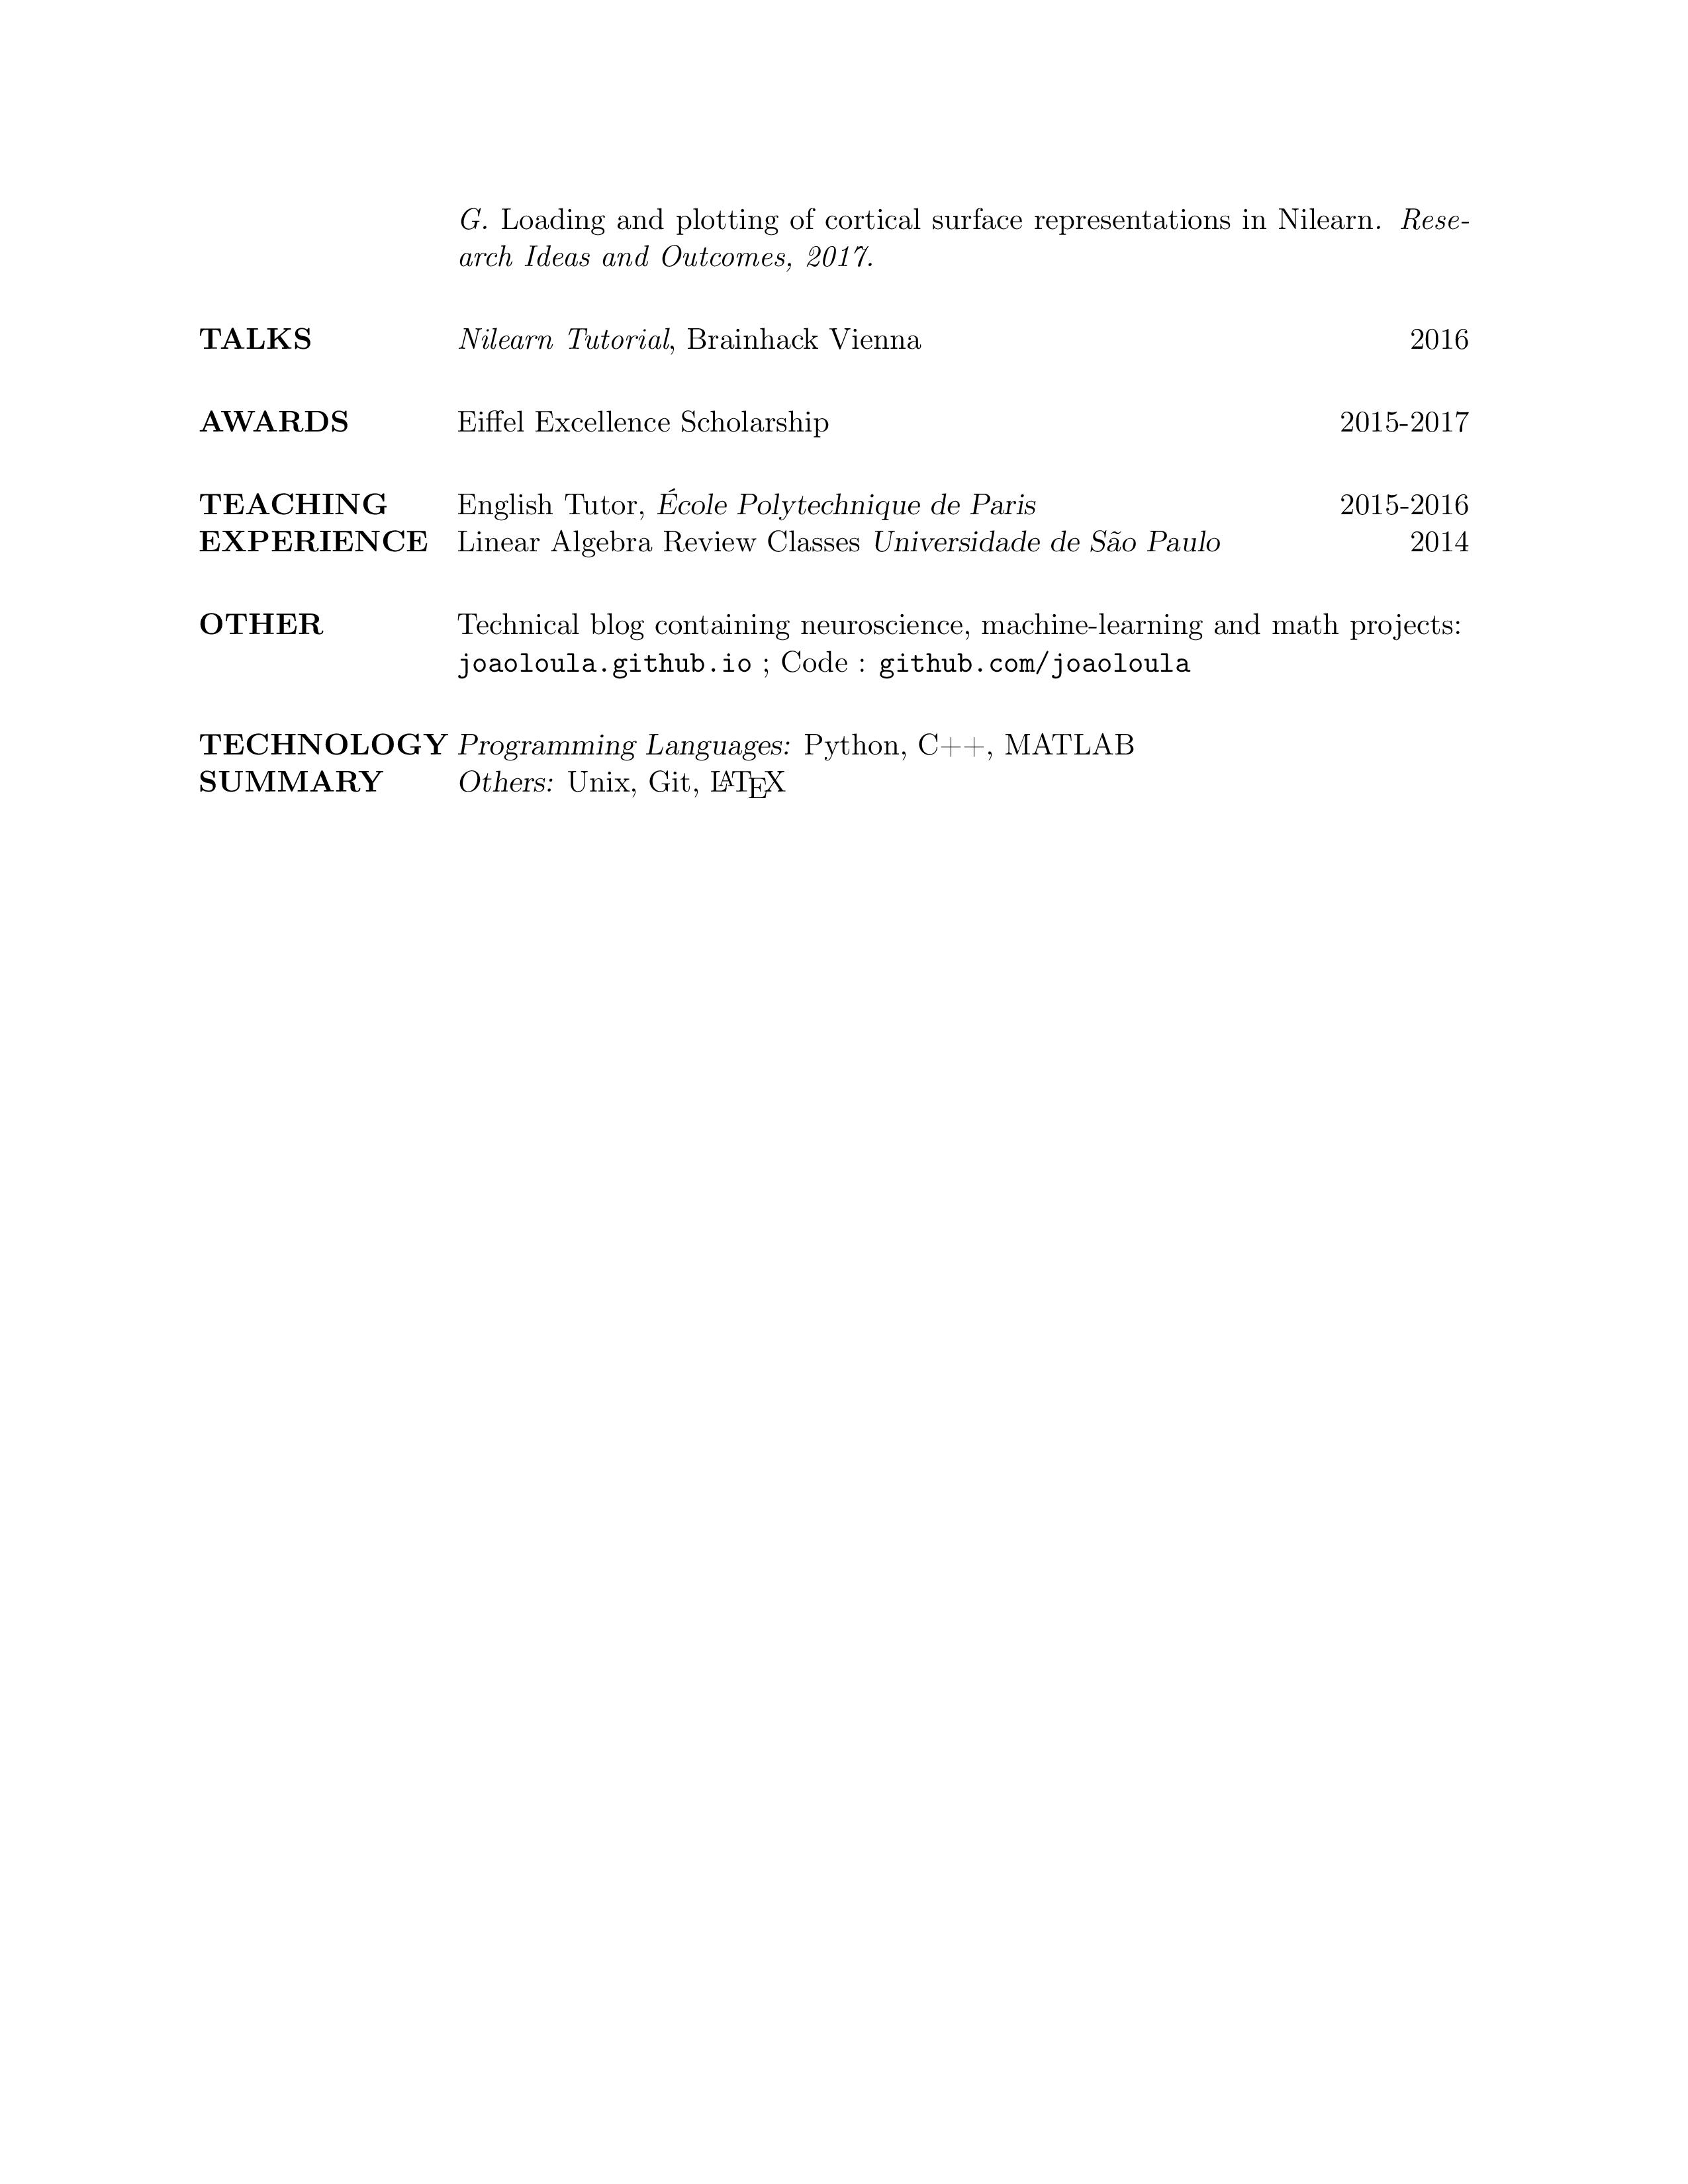 G. Loading and plotting of cortical surface representations in Nilearn. Rese-
arch Ideas and Outcomes, 2017.
TALKS Nilearn Tutorial, Brainhack Vienna 2016
AWARDS Eiffel Excellence Scholarship 2015-2017
TEACHING English Tutor, École Polytechnique de Paris 2015-2016
EXPERIENCE Linear Algebra Review Classes Universidade de São Paulo 2014
OTHER Technical blog containing neuroscience, machine-learning and math projects:
joaoloula.github.io ; Code : github.com/joaoloula
TECHNOLOGY Programming Languages: Python, C++, MATLAB
SUMMARY Others: Unix, Git, LATEX